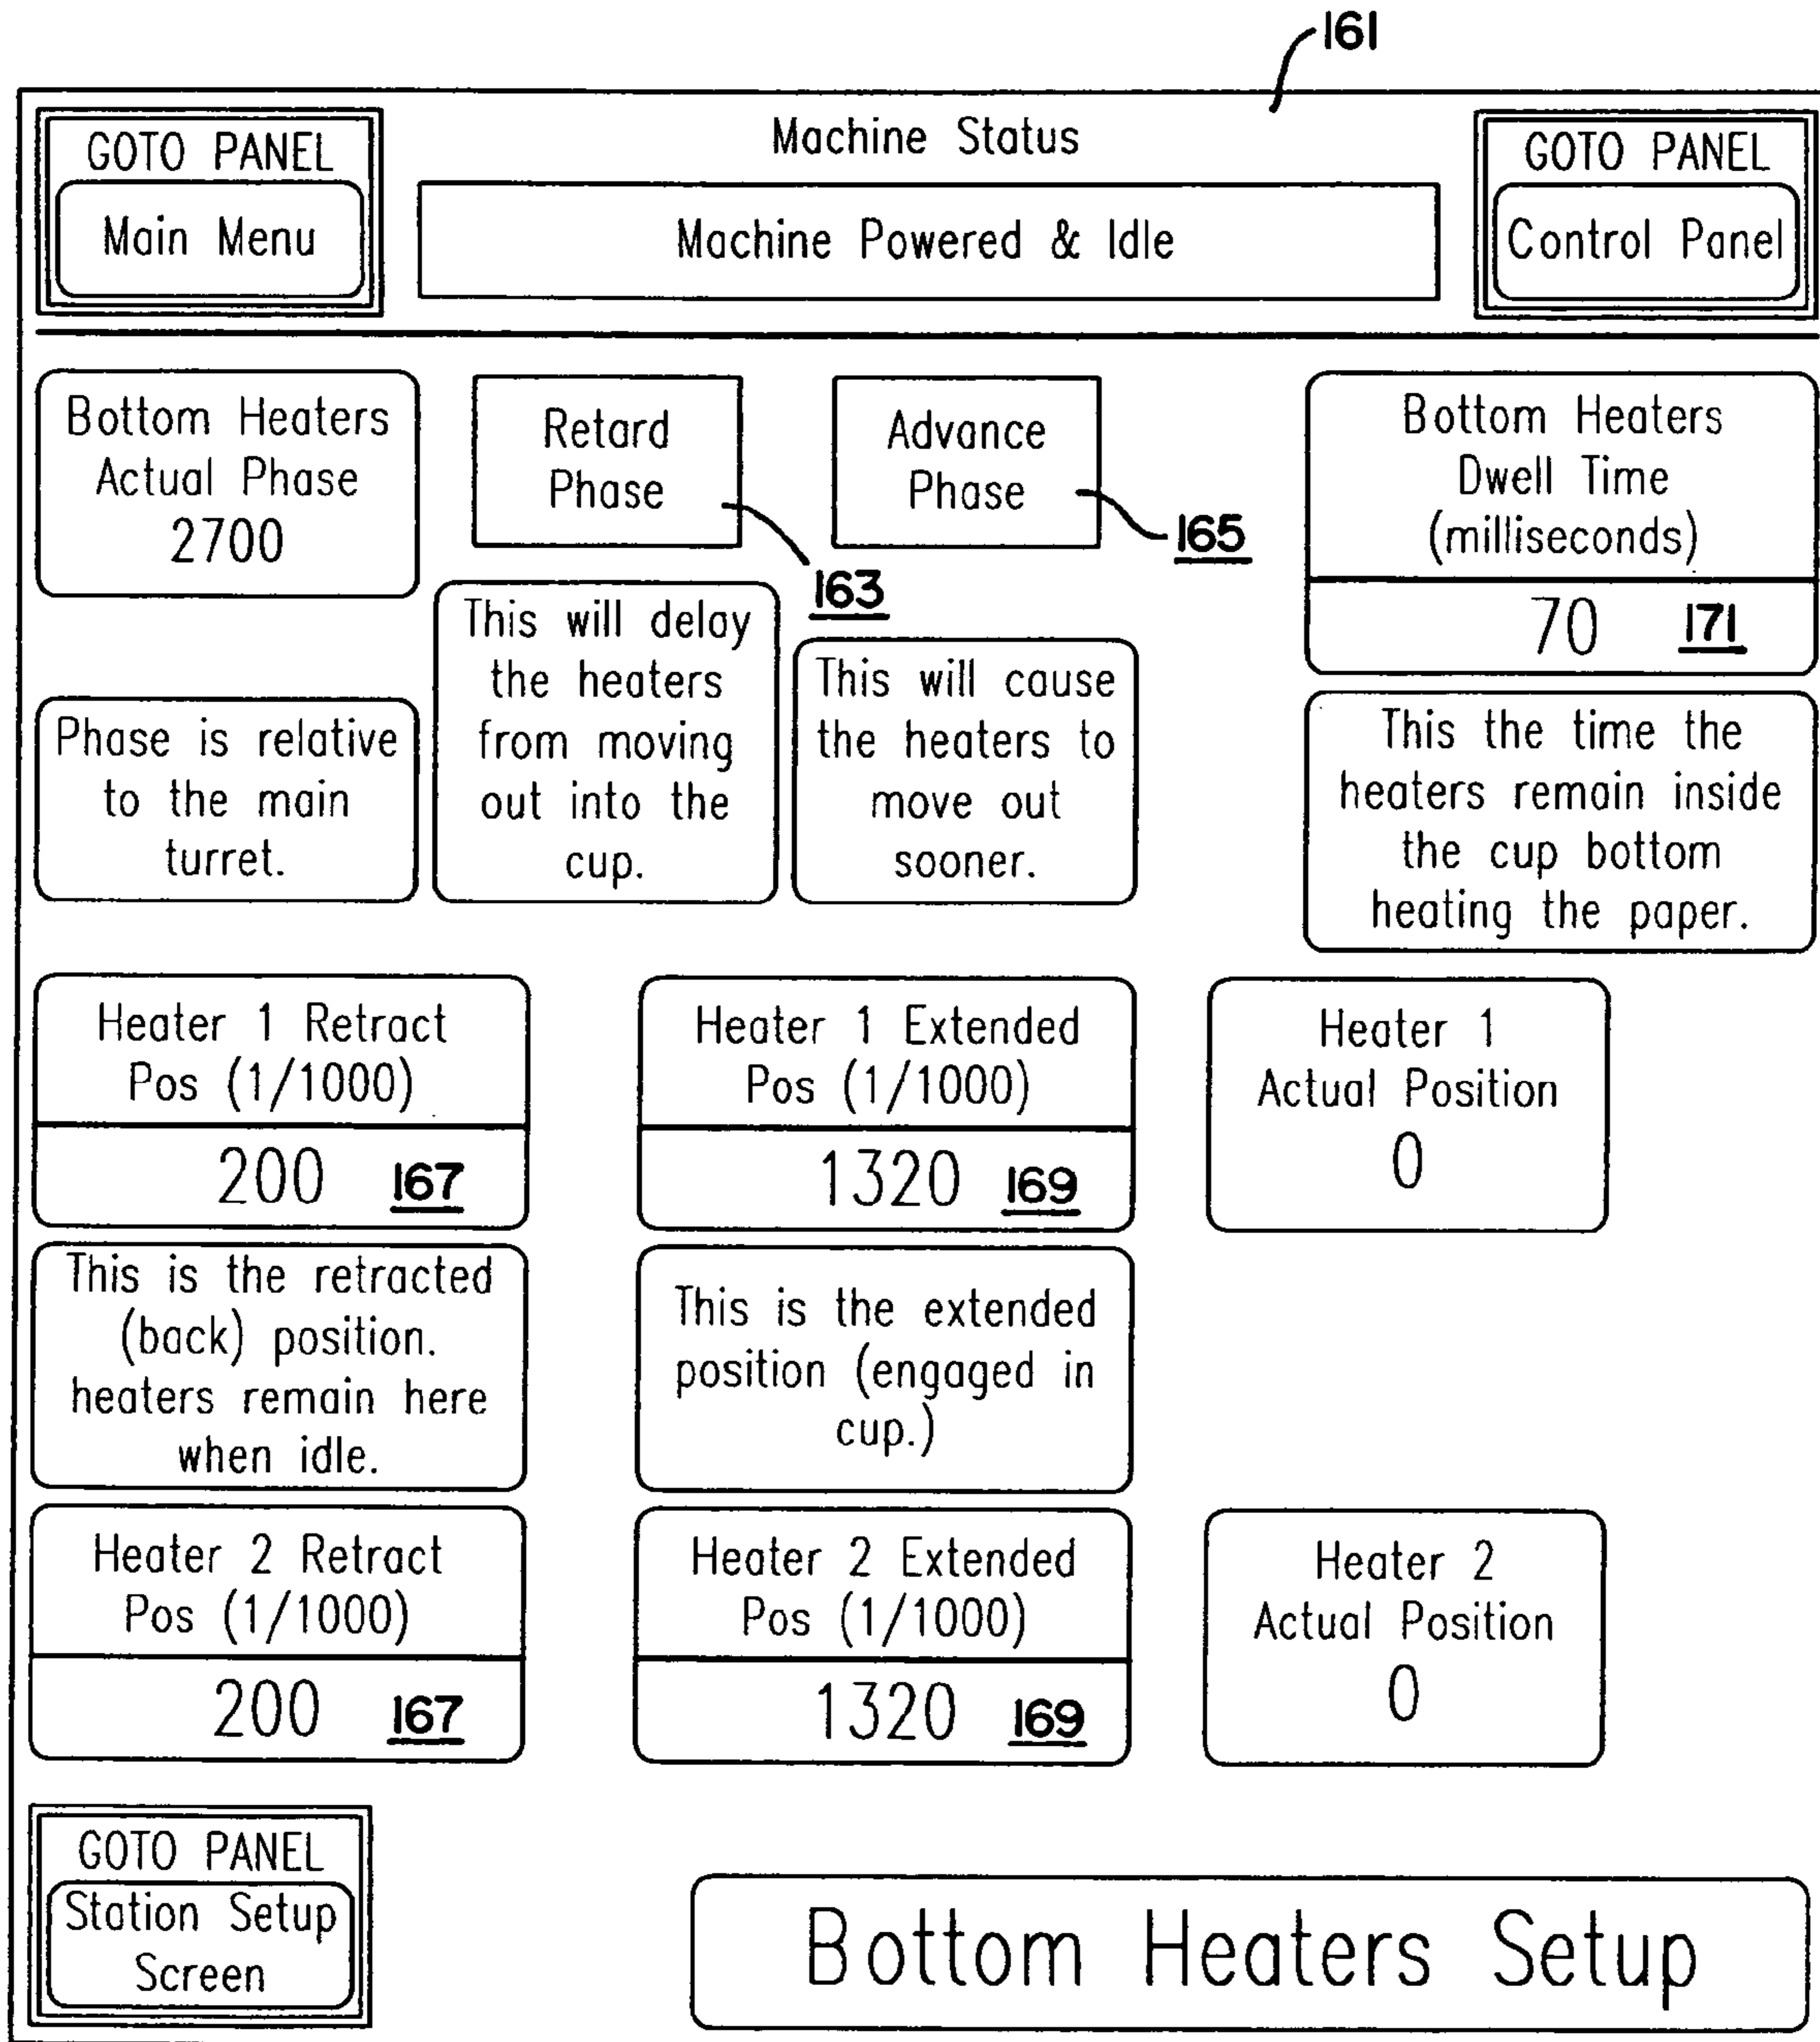 161
GOTO PANEL
Main Menu
Machine Status
Machine Powered & Idle
GOTO PANEL
Control Panel
Bottom Heaters
Actual Phase
2700
Retard
Phase
163
Advance
Phase
165
Bottom Heaters
Dwell Time
(milliseconds)
70 171
Phase is relative
to the main
turret.
This will delay
the heaters
from moving
out into the
cup.
This will cause
the heaters to
move out
sooner.
This the time the
heaters remain inside
the cup bottom
heating the paper.
Heater 1 Retract
Pos (1/1000)
200 167
Heater 1 Extended
Pos (1/1000)
1320 169
Heater 1
Actual Position
0
This is the retracted
(back) position.
heaters remain here
when idle.
This is the extended
position (engaged in
cup.)
Heater 2 Retract
Pos (1/1000)
200 167
Heater 2 Extended
Pos (1/1000)
1320 169
Heater 2
Actual Position
0
GOTO PANEL
Station Setup
Screen
Bottom Heaters Setup